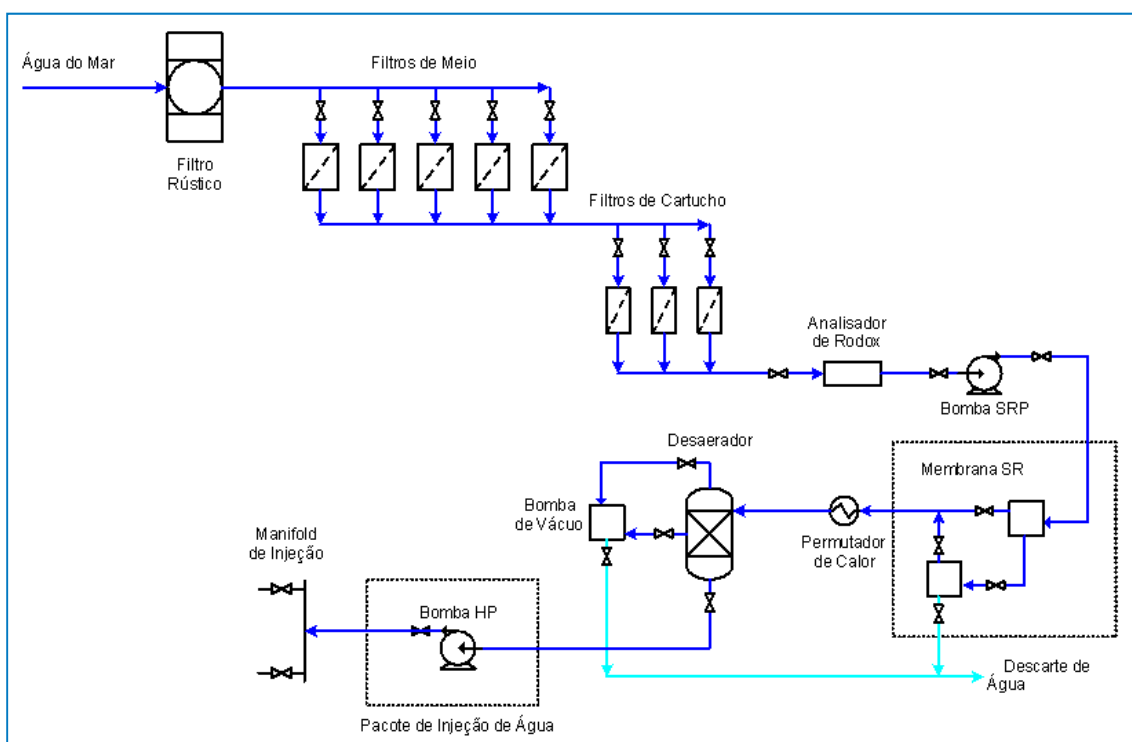 Água do Mar
Filtros de Meio
Filtro
Rústico
Filtros de Cartucho
Analisador
de Rodox
Bomba SRP
Desaerador
Membrana SR
Bomba
de Vácuo
Permutador
de Calor
Manifold
de Injeção
Bomba HP
Descarte de
Água
Pacote de Injeção de Água